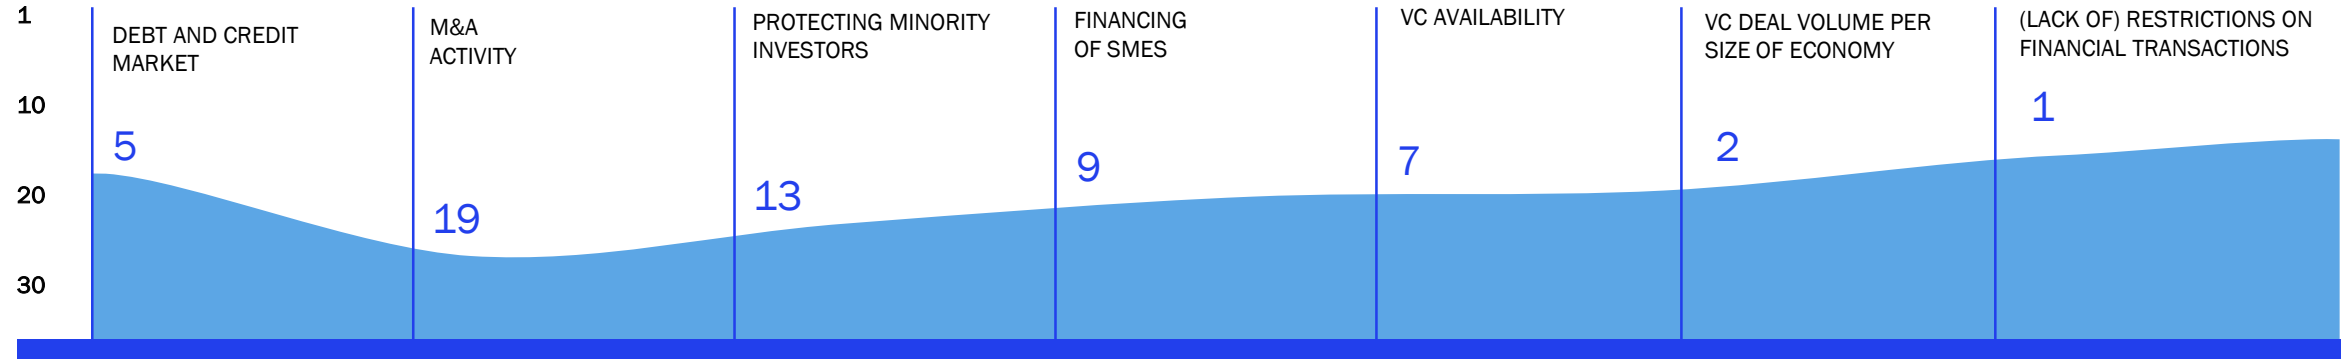 1
10
20
30
DEBT AND CREDIT
MARKET
5
M&A
ACTIVITY
19
PROTECTING MINORITY
INVESTORS
13
FINANCING
OF SMES
9
VC AVAILABILITY
7
VC DEAL VOLUME PER
SIZE OF ECONOMY
2
(LACK OF) RESTRICTIONS ON
FINANCIAL TRANSACTIONS
1